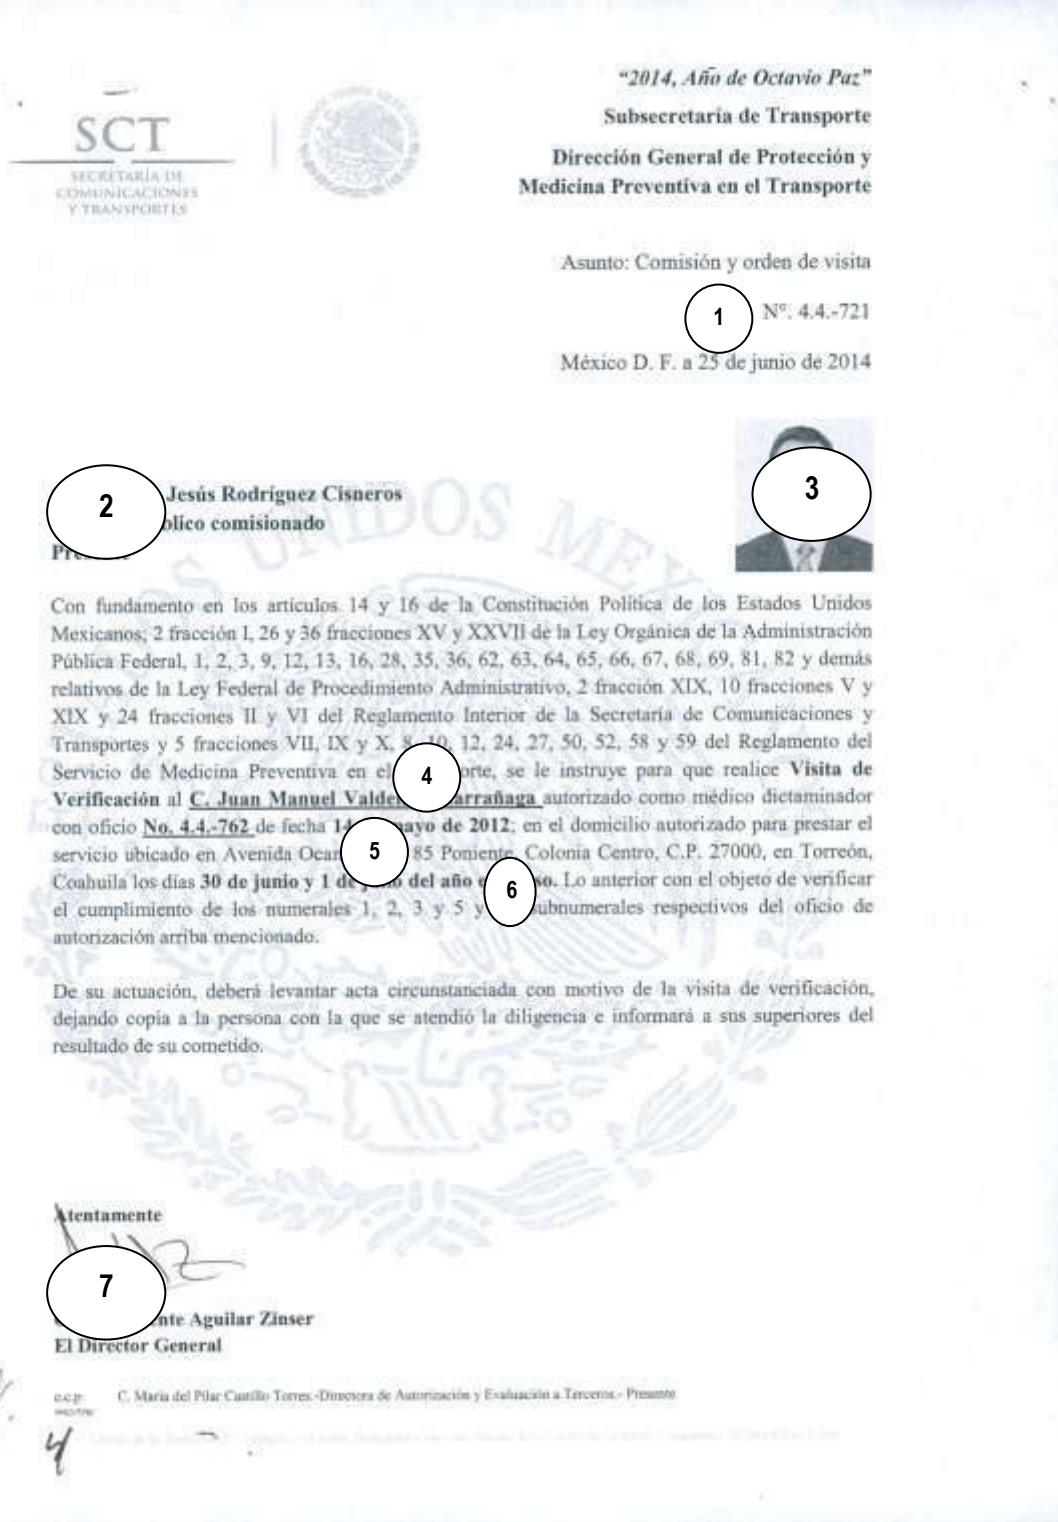 “2014, Año de Octavio Paz”
SCT
SECRETARÍA DE
COMUNICACIONES
Y TRANSPORTES
Subsecretaría de Transporte
Dirección General de Protección y
Medicina Preventiva en el Transporte
Asunto: Comisión y orden de visita
1
Nº. 4.4.-721
México D. F. a 25 de junio de 2014
2
Jesús Rodríguez Cisneros
blico comisionado
3
UNIDOS MEX
Con fundamento en los artículos 14 y 16 de la Constitución Política de los Estados Unidos
Mexicanos; 2 fracción I, 26 y 36 fracciones XV y XXVII de la Ley Orgánica de la Administración
Pública Federal, 1, 2, 3, 9, 12, 13, 16, 28, 35, 36, 62, 63, 64, 65, 66, 67, 68, 69, 81, 82 y demás
relativos de la Ley Federal de Procedimiento Administrativo, 2 fracción XIX, 10 fracciones V y
XIX y 24 fracciones II y VI del Reglamento Interior de la Secretaría de Comunicaciones y
Transportes y 5 fracciones VII, IX y X, 8, 10, 12, 24, 27, 50, 52, 58 y 59 del Reglamento del
Servicio de Medicina Preventiva en el 4 orte, se le instruye para que realice Visita de
Verificación al C. Juan Manuel Valde arrañaga autorizado como médico dictaminador
con oficio No. 4.4.-762 de fecha 14 mayo de 2012; en el domicilio autorizado para prestar el
servicio ubicado en Avenida Ocam 5 85 Poniente, Colonia Centro, C.P. 27000, en Torreón,
Coahuila los días 30 de junio y 1 de o del año e 6 so. Lo anterior con el objeto de verificar
el cumplimiento de los numerales 1, 2, 3 y 5 y subnumerales respectivos del oficio de
autorización arriba mencionado.
De su actuación, deberá levantar acta circunstanciada con motivo de la visita de verificación,
dejando copia a la persona con la que se atendió la diligencia e informará a sus superiores del
resultado de su cometido.
Atentamente
7
nte Aguilar Zinser
El Director General
c.c.p. C. María del Pilar Castillo Torres.-Directora de Autorización y Evaluación a Terceros.- Presente